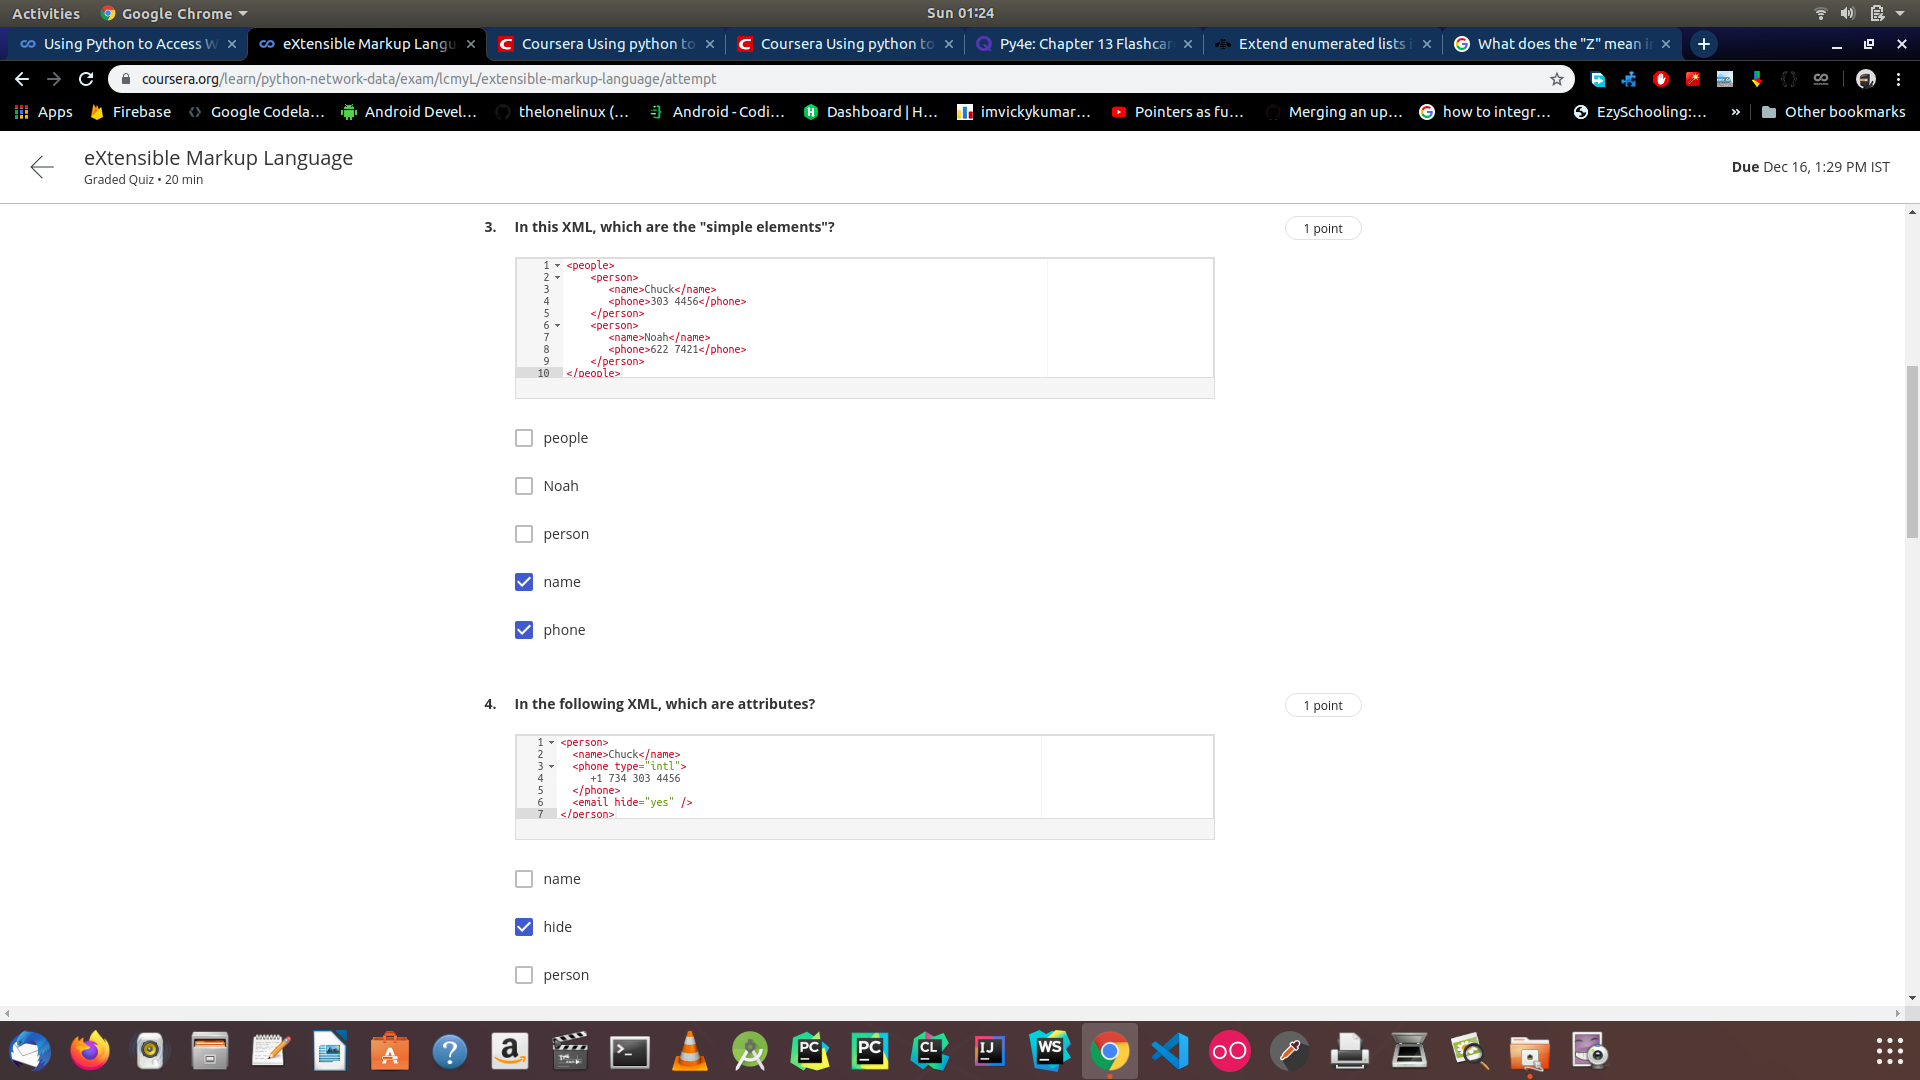 Activities Google Chrome Sun 01:24
Using Python to Access W eXtensible Markup Langu Coursera Using python to Coursera Using python to Py4e: Chapter 13 Flashcar Extend enumerated lists i What does the "Z" mean i
coursera.org/learn/python-network-data/exam/lcmyL/extensible-markup-language/attempt
Apps Firebase Google Codela... Android Devel... thelonelinux (... Android - Codi... Dashboard | H... imvickykumar... Pointers as fu... Merging an up... how to integr... EzySchooling:... » Other bookmarks
eXtensible Markup Language
Graded Quiz • 20 min
Due Dec 16, 1:29 PM IST
3. In this XML, which are the "simple elements"? 1 point
1 <people>
2 <person>
3 <name>Chuck</name>
4 <phone>303 4456</phone>
5 </person>
6 <person>
7 <name>Noah</name>
8 <phone>622 7421</phone>
9 </person>
10 </people>
people
Noah
person
name
phone
4. In the following XML, which are attributes? 1 point
1 <person>
2 <name>Chuck</name>
3 <phone type="intl">
4 +1 734 303 4456
5 </phone>
6 <email hide="yes" />
7 </person>
name
hide
person